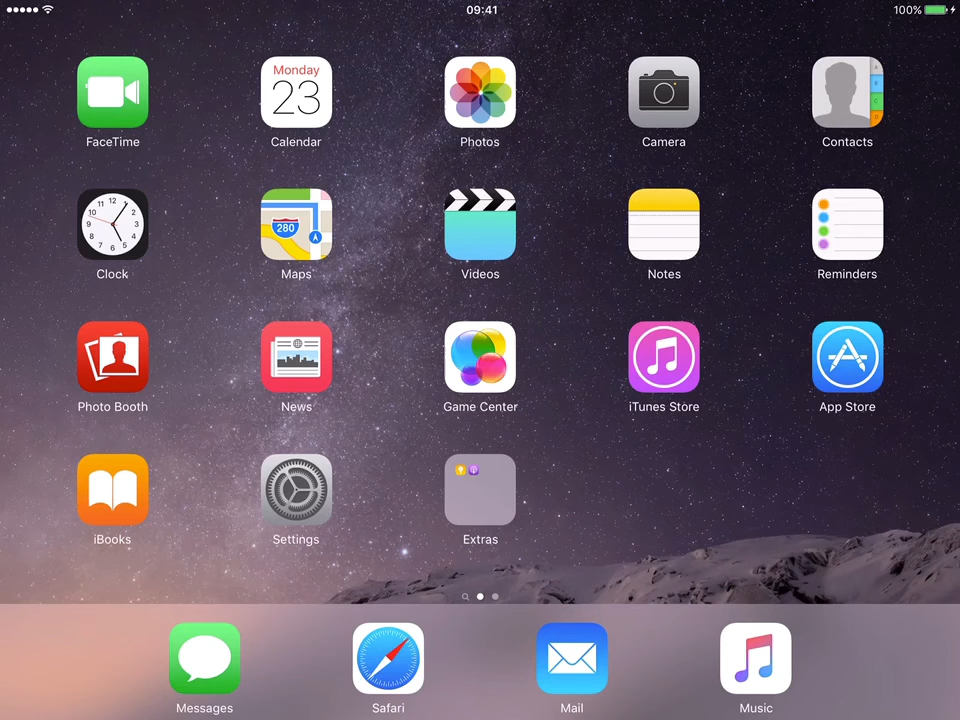 09:41
100%
Monday
23
FaceTime
Calendar
Photos
Camera
Contacts
280
Clock
Maps
Videos
Notes
Reminders
Photo Booth
News
Game Center
iTunes Store
App Store
iBooks
Settings
Extras
Messages
Safari
Mail
Music